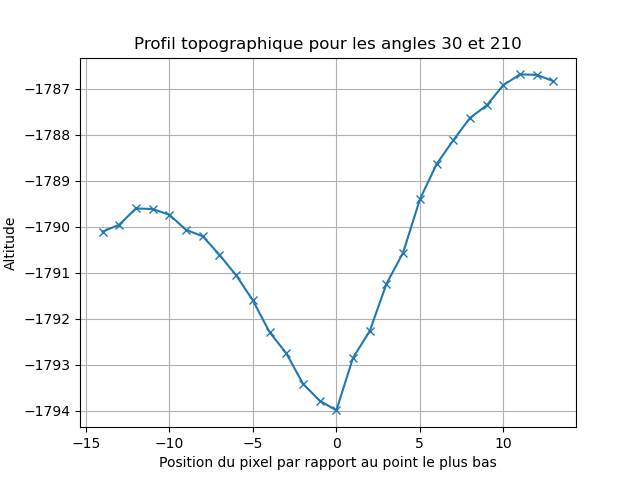 Profil topographique pour les angles 30 et 210
−1787
−1788
−1789
−1790
−1791
−1792
−1793
−1794
Altitude
−15 −10 −5 0 5 10
Position du pixel par rapport au point le plus bas